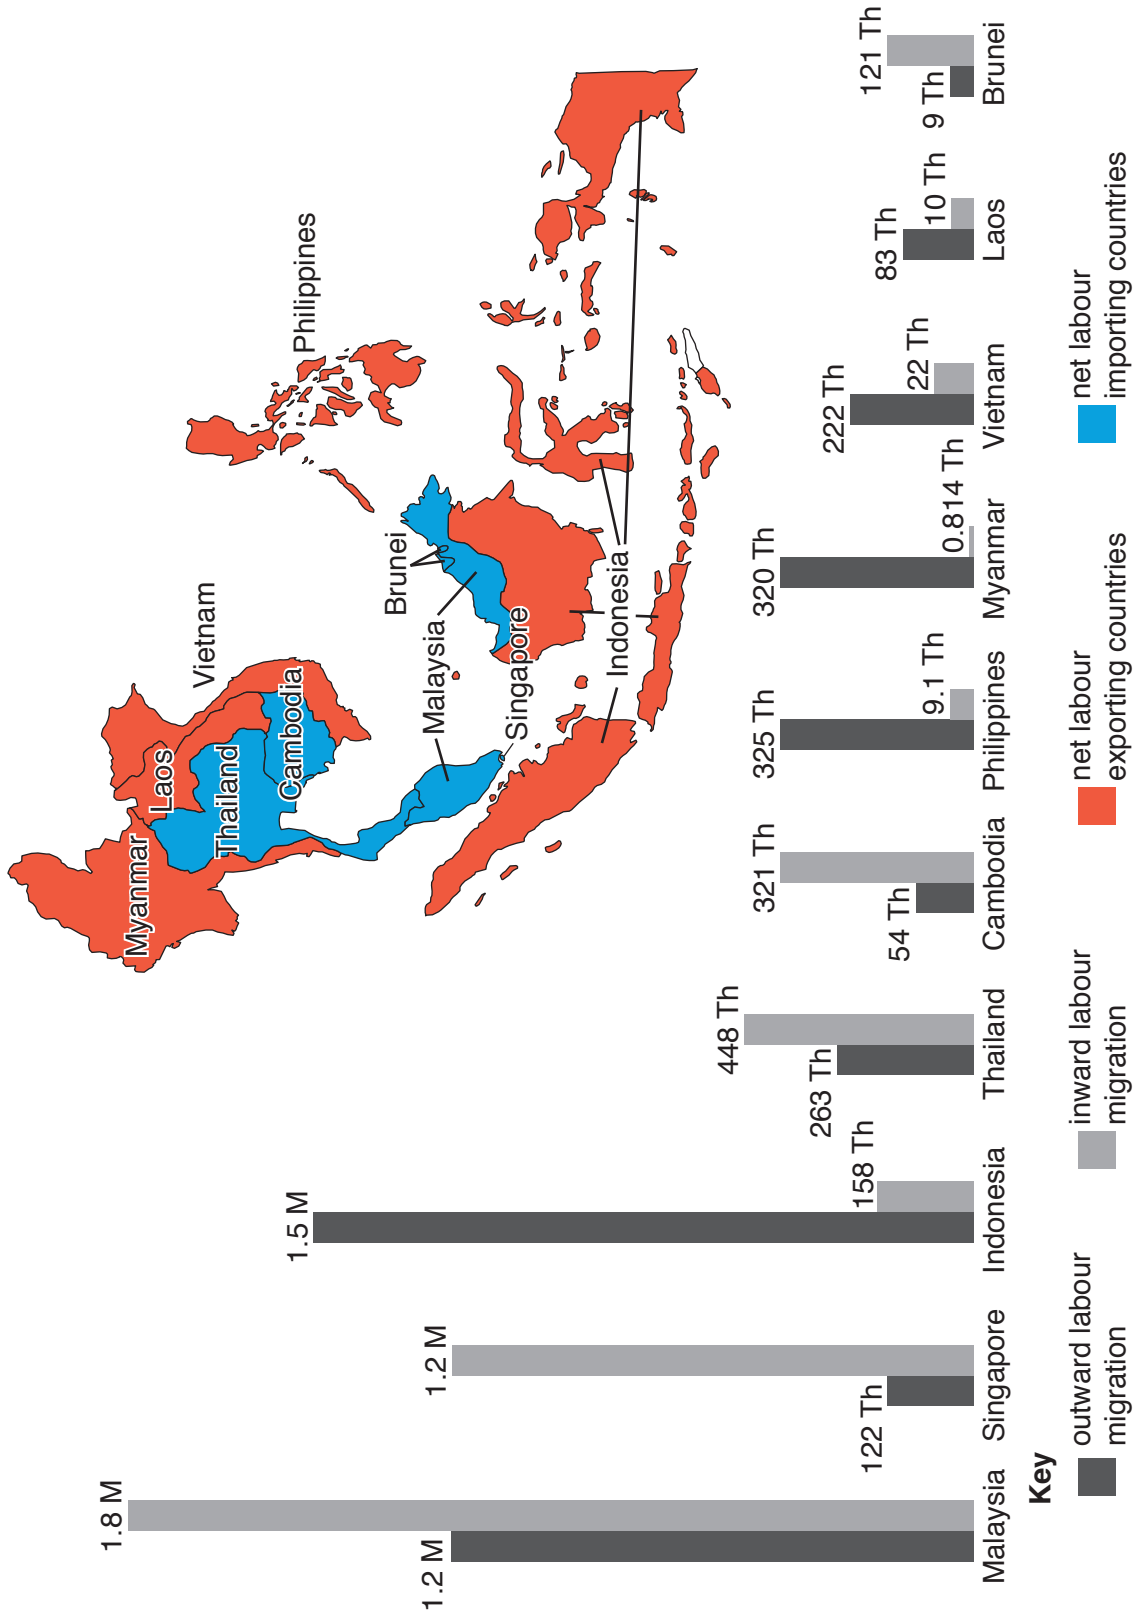 Myanmar
Laos
Vietnam
Thailand
Cambodia
Philippines
Brunei
Malaysia
Singapore
Indonesia
1.8 M
1.2 M
Malaysia
1.2 M
122 Th
Singapore
1.5 M
158 Th
Indonesia
448 Th
263 Th
Thailand
321 Th
54 Th
Cambodia
325 Th
9.1 Th
Philippines
320 Th
0.814 Th
Myanmar
222 Th
22 Th
Vietnam
83 Th
10 Th
Laos
121 Th
9 Th
Brunei
Key
outward labour
migration
inward labour
migration
net labour
exporting countries
net labour
importing countries